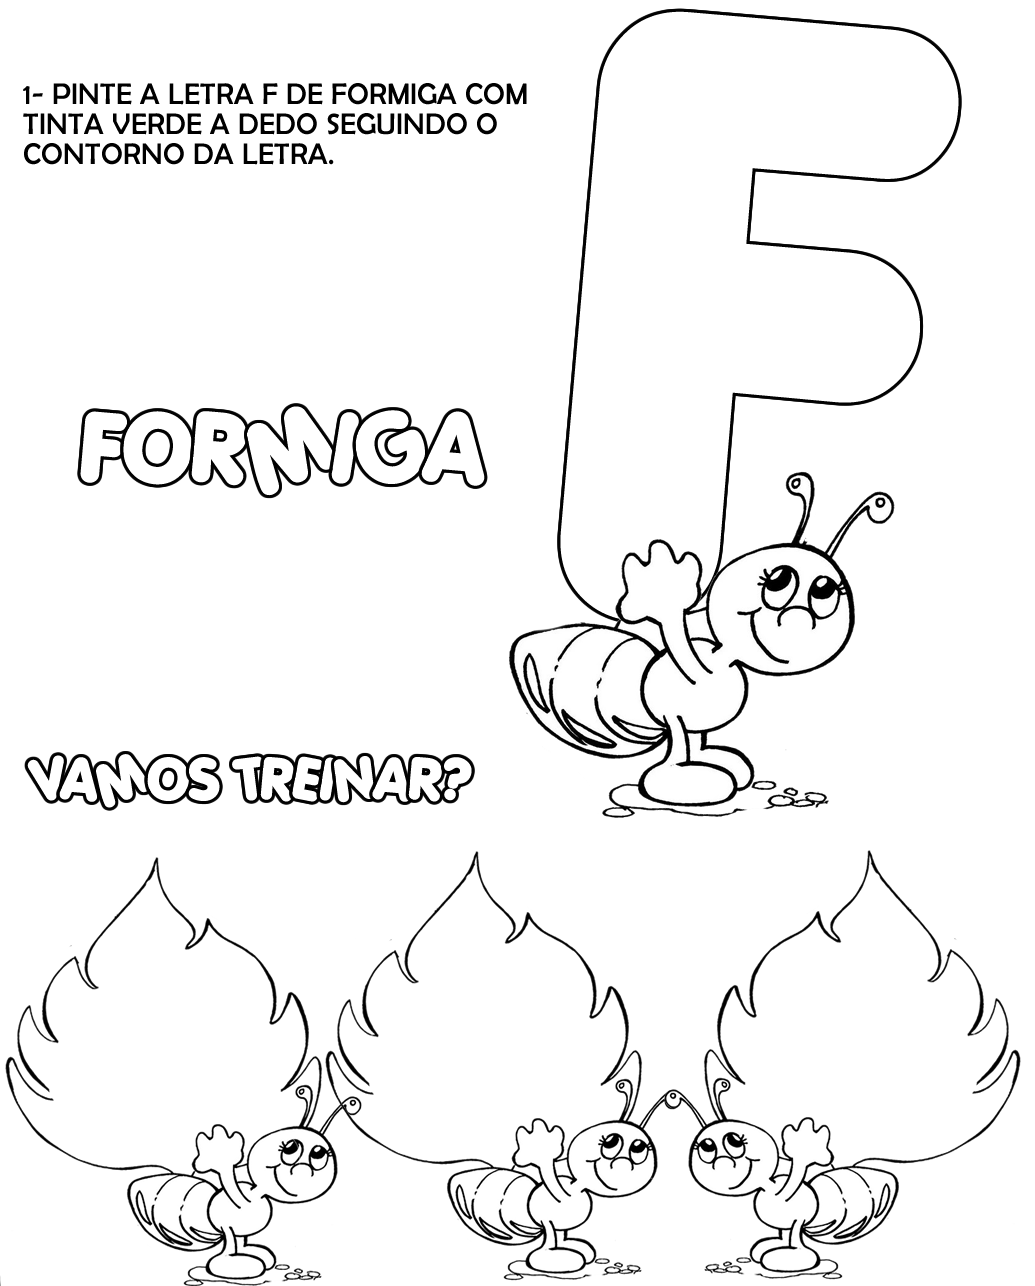 1- PINTE A LETRA F DE FORMIGA COM
TINTA VERDE A DEDO SEGUINDO O
CONTORNO DA LETRA.
F
FORMIGA
VAMOS TREINAR?